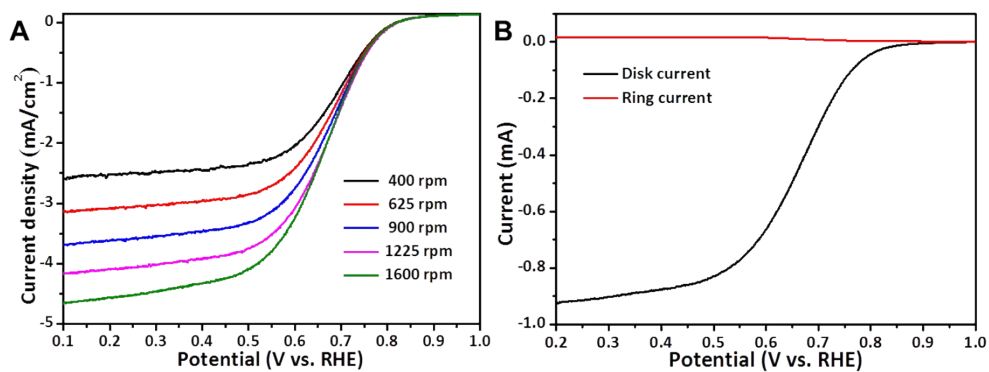 A
0
-1
-2
-3
-4
-5
0.1 0.2 0.3 0.4 0.5 0.6 0.7 0.8 0.9 1.0
Current density (mA/cm²)
Potential (V vs. RHE)
400 rpm
625 rpm
900 rpm
1225 rpm
1600 rpm
B
0.0
-0.2
-0.4
-0.6
-0.8
-1.0
0.2 0.3 0.4 0.5 0.6 0.7 0.8 0.9 1.0
Current (mA)
Potential (V vs. RHE)
Disk current
Ring current